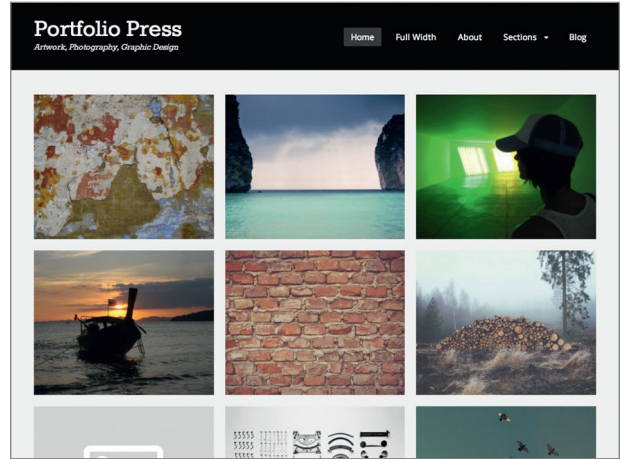 Portfolio Press
Artwork, Photography, Graphic Design
Home Full Width About Sections Blog